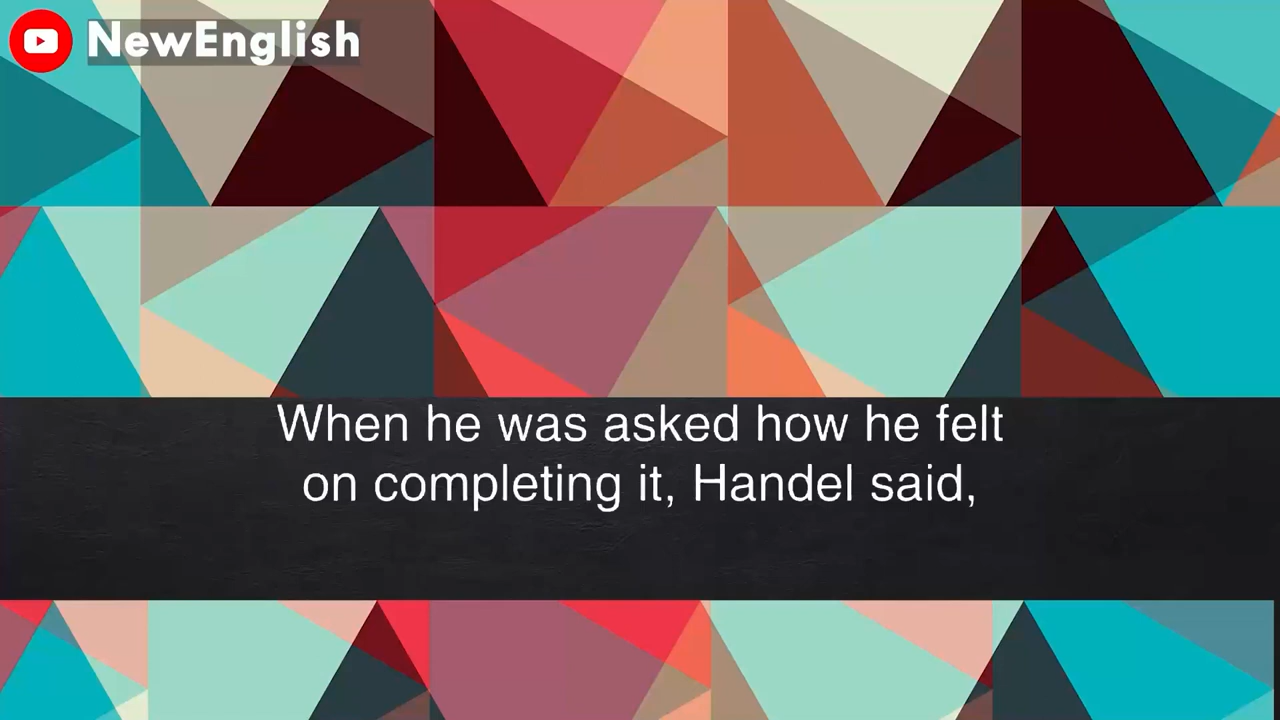 NewEnglish
When he was asked how he felt
on completing it, Handel said,